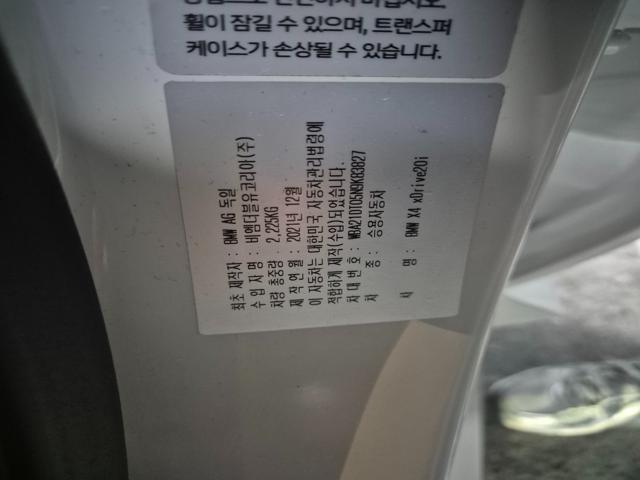 휠이 잠길 수 있으며, 트랜스퍼
케이스가 손상될 수 있습니다.
최초 제작자 : BMW AG 독일
수 입 자 명 : 비엠더블유코리아(주)
차량 총중량 : 2,225KG
제 작 연 월 : 2021년 12월
이 자동차는 대한민국 자동차관리법령에
적합하게 제작(수입)되었습니다.
차 대 번 호 :
차 종 : 승용자동차
명 : BMW X4 xDrive20i